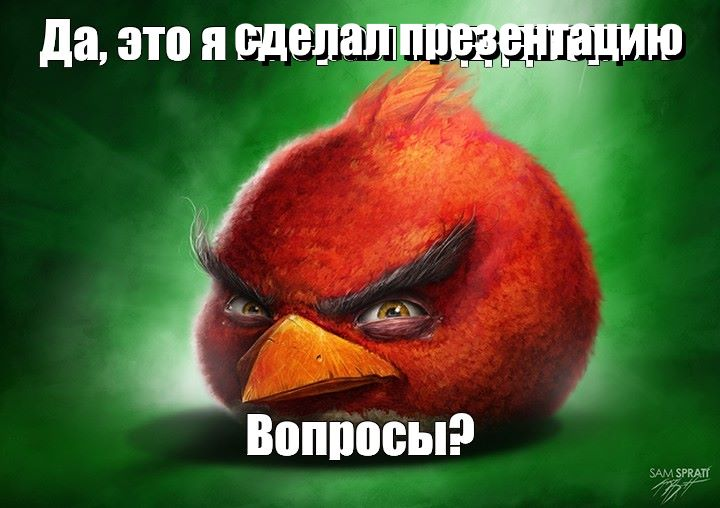 Да, это я сделал презентацию
Вопросы?
SAM SPRATT